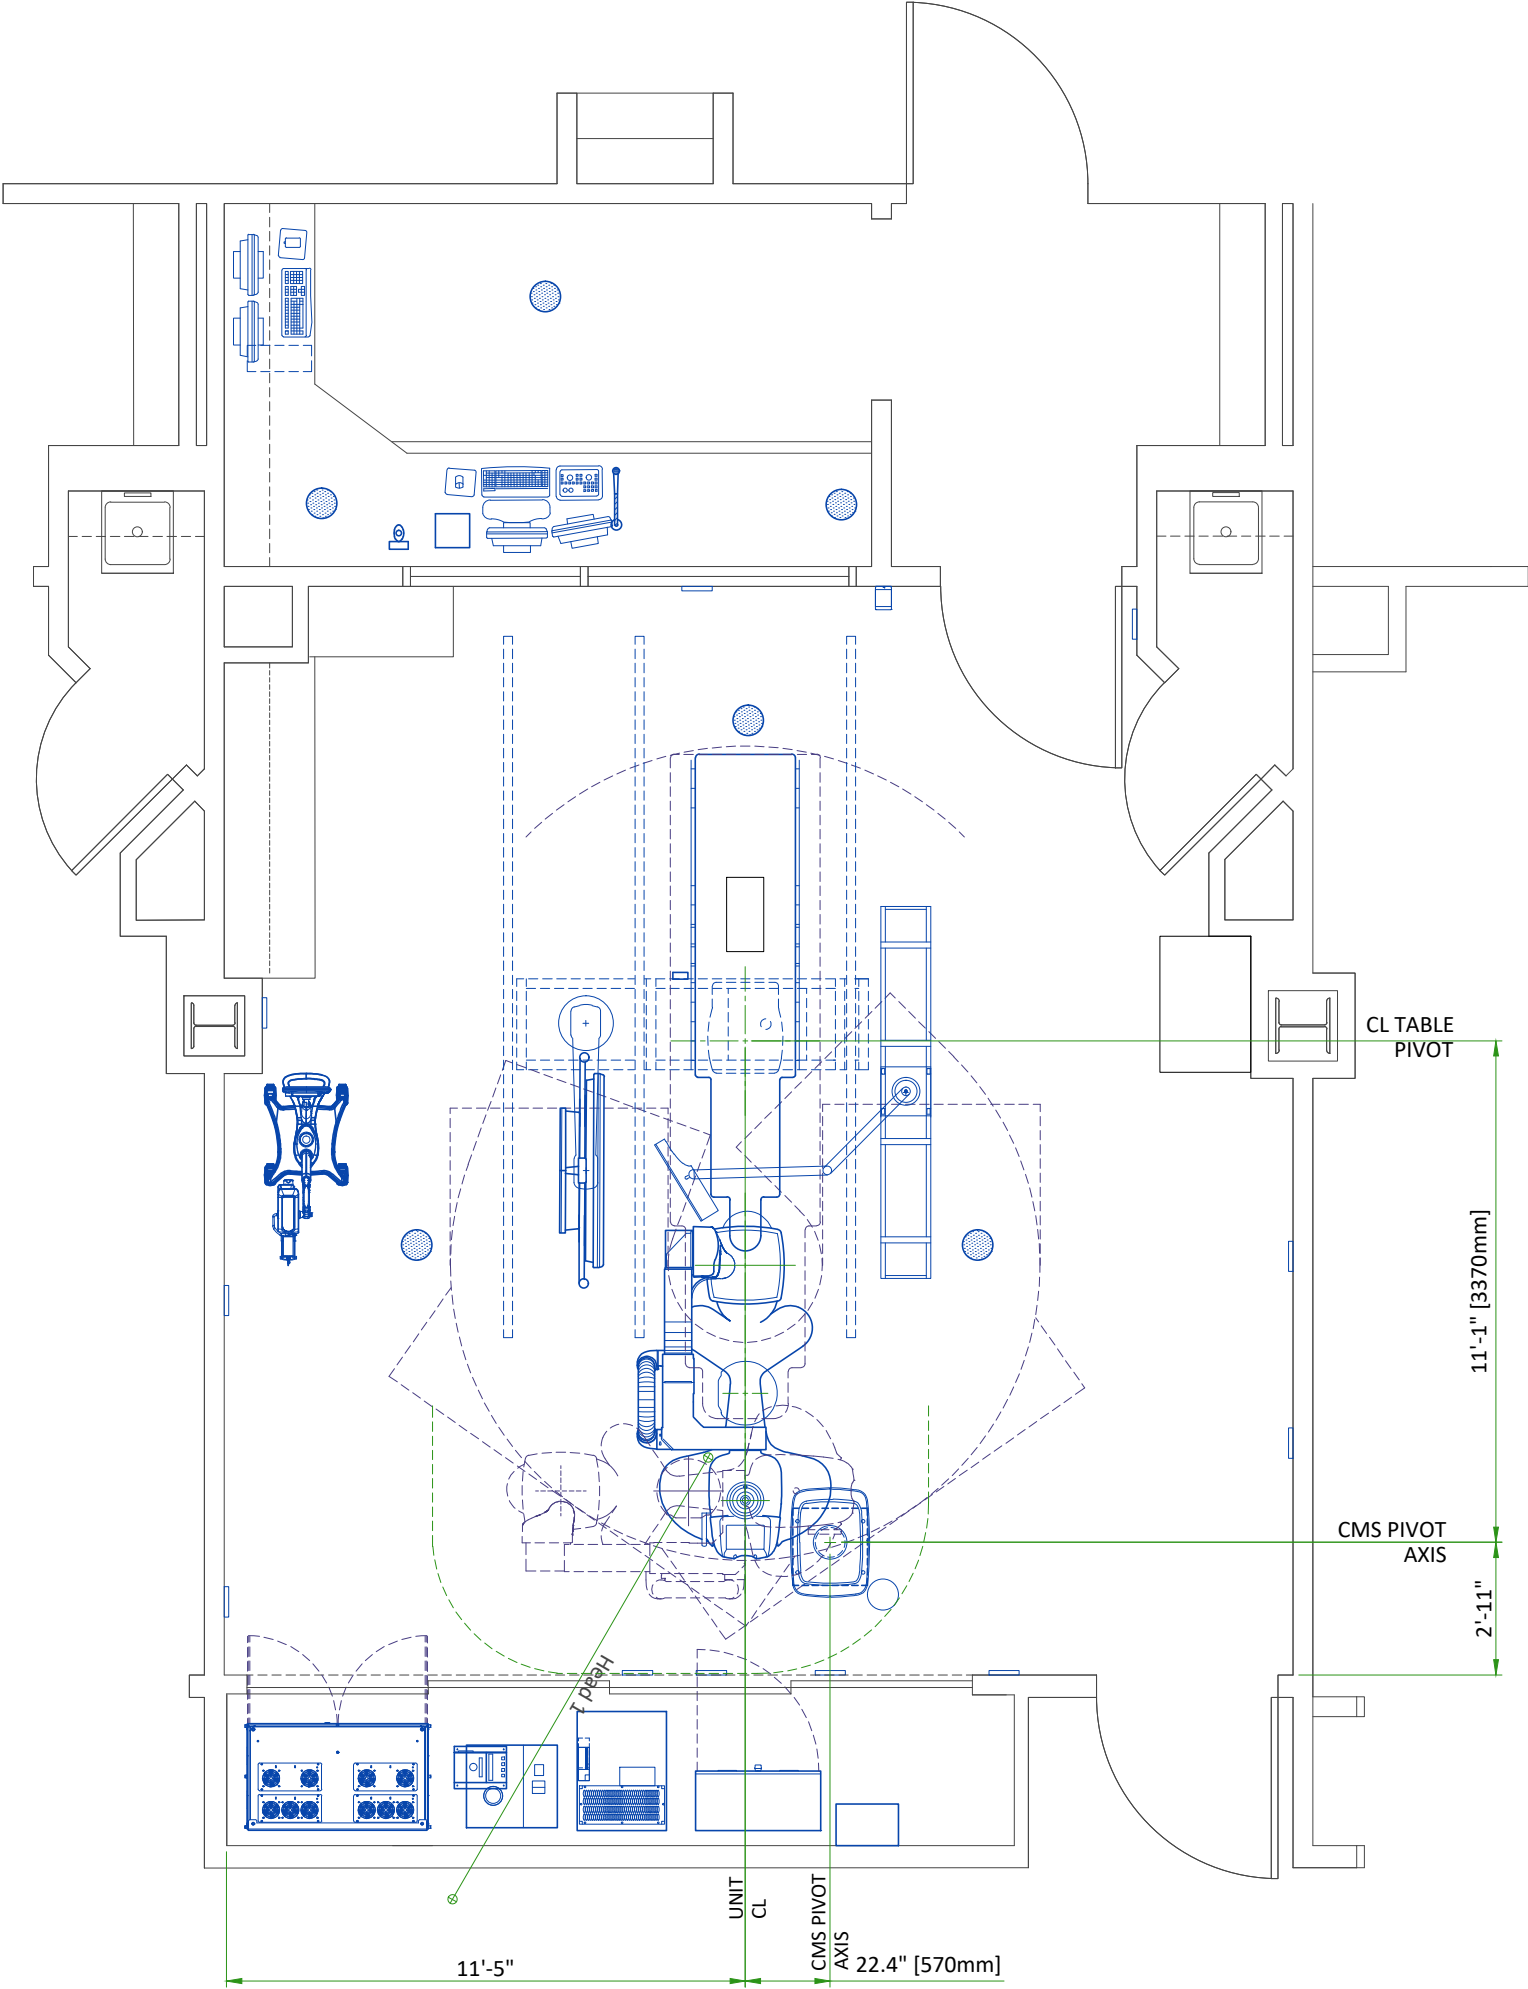 CL TABLE
PIVOT
11'-1" [3370mm]
CMS PIVOT
AXIS
2'-11"
Head 1
UNIT
CL
CMS PIVOT
AXIS
11'-5"
22.4" [570mm]